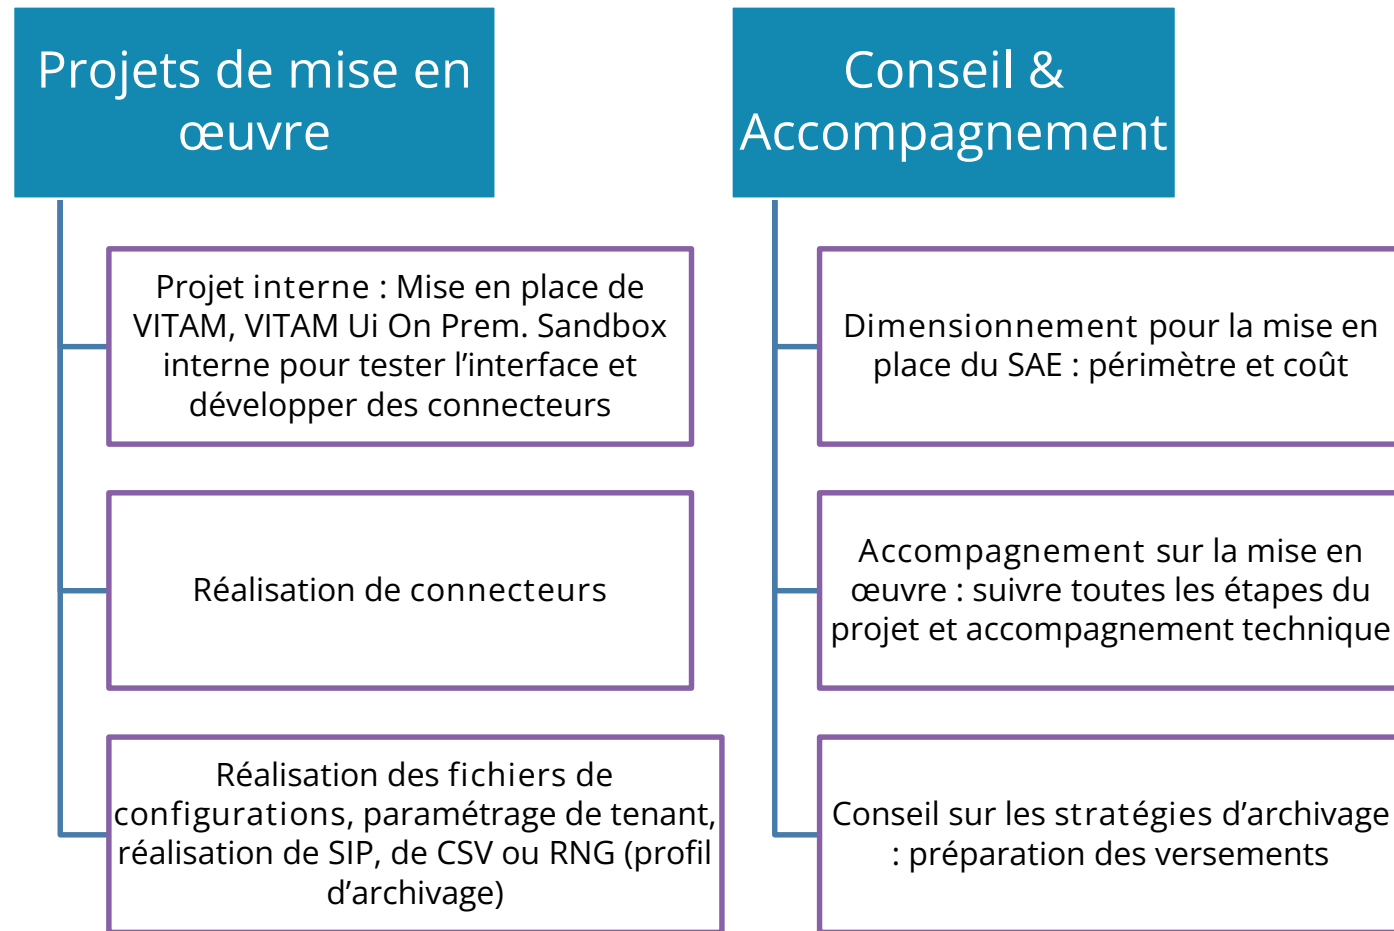 Projets de mise en
œuvre
Projet interne : Mise en place de
VITAM, VITAM Ui On Prem. Sandbox
interne pour tester l’interface et
développer des connecteurs
Réalisation de connecteurs
Réalisation des fichiers de
configurations, paramétrage de tenant,
réalisation de SIP, de CSV ou RNG (profil
d’archivage)
Conseil &
Accompagnement
Dimensionnement pour la mise en
place du SAE : périmètre et coût
Accompagnement sur la mise en
œuvre : suivre toutes les étapes du
projet et accompagnement technique
Conseil sur les stratégies d’archivage
: préparation des versements